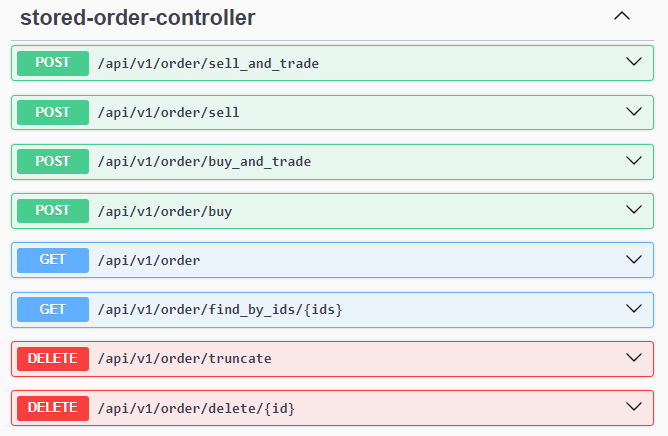 stored-order-controller
POST /api/v1/order/sell_and_trade
POST /api/v1/order/sell
POST /api/v1/order/buy_and_trade
POST /api/v1/order/buy
GET /api/v1/order
GET /api/v1/order/find_by_ids/{ids}
DELETE /api/v1/order/truncate
DELETE /api/v1/order/delete/{id}